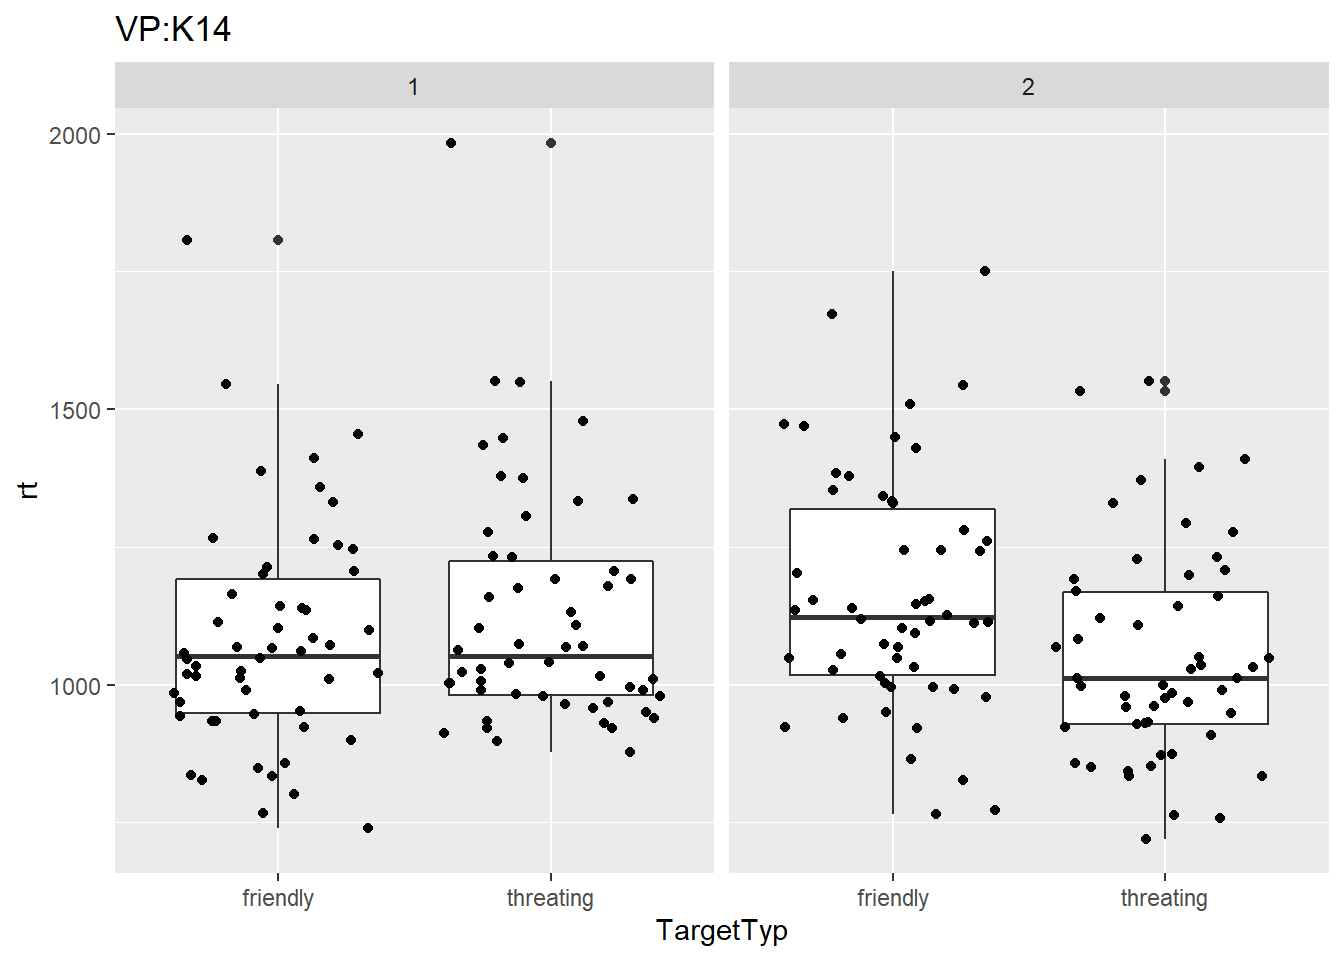 VP:K14
1
2
2000
1500
1000
rt
friendly
threating
friendly
threating
TargetTyp